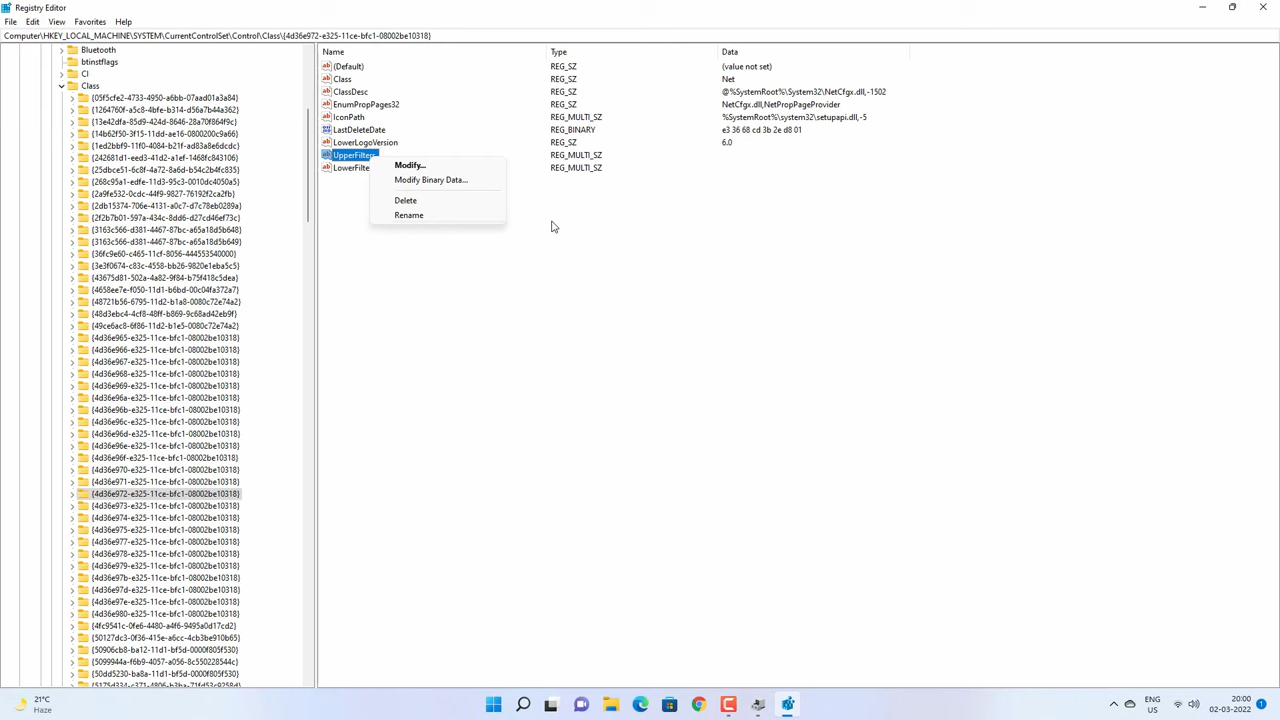 Registry Editor
File Edit View Favorites Help
Computer\HKEY_LOCAL_MACHINE\SYSTEM\CurrentControlSet\Control\Class\{4d36e972-e325-11ce-bfc1-08002be10318}
Bluetooth
btinstflags
CI
Class
{05f5cfe2-4733-4950-a6bb-07aad01a3a84}
{1264760f-a5c8-4bfe-b314-d56a7b44a362}
{13e42dfa-85d9-424d-8646-28a70f864f9c}
{14b62f50-3f15-11dd-ae16-0800200c9a66}
{1ed2bbf9-11f0-4084-b21f-ad83a8e6dcdc}
{242681d1-eed3-41d2-a1ef-1468fc843106}
{25dbce51-6c8f-4a72-8a6d-b54c2b4fc835}
{268c95a1-edfe-11d3-95c3-0010dc4050a5}
{2a9fe532-0cdc-44f9-9827-76192f2ca2fb}
{2db15374-706e-4131-a0c7-d7c78eb0289a}
{2f2b7b01-597a-434c-8dd6-d27cd46ef73c}
{3163c566-d381-4467-87bc-a65a18d5b648}
{3163c566-d381-4467-87bc-a65a18d5b649}
{36fc9e60-c465-11cf-8056-444553540000}
{3e3f0674-c83c-4558-bb26-9820e1eba5c5}
{43675d81-502a-4a82-9f84-b75f418c5dea}
{4658ee7e-f050-11d1-b6bd-00c04fa372a7}
{48721b56-6795-11d2-b1a8-0080c72e74a2}
{48d3ebc4-4cf8-48ff-b869-9c68ad42eb9f}
{49ce6ac8-6f86-11d2-b1e5-0080c72e74a2}
{4d36e965-e325-11ce-bfc1-08002be10318}
{4d36e966-e325-11ce-bfc1-08002be10318}
{4d36e967-e325-11ce-bfc1-08002be10318}
{4d36e968-e325-11ce-bfc1-08002be10318}
{4d36e969-e325-11ce-bfc1-08002be10318}
{4d36e96a-e325-11ce-bfc1-08002be10318}
{4d36e96b-e325-11ce-bfc1-08002be10318}
{4d36e96c-e325-11ce-bfc1-08002be10318}
{4d36e96d-e325-11ce-bfc1-08002be10318}
{4d36e96e-e325-11ce-bfc1-08002be10318}
{4d36e96f-e325-11ce-bfc1-08002be10318}
{4d36e970-e325-11ce-bfc1-08002be10318}
{4d36e971-e325-11ce-bfc1-08002be10318}
{4d36e972-e325-11ce-bfc1-08002be10318}
{4d36e973-e325-11ce-bfc1-08002be10318}
{4d36e974-e325-11ce-bfc1-08002be10318}
{4d36e975-e325-11ce-bfc1-08002be10318}
{4d36e977-e325-11ce-bfc1-08002be10318}
{4d36e978-e325-11ce-bfc1-08002be10318}
{4d36e979-e325-11ce-bfc1-08002be10318}
{4d36e97b-e325-11ce-bfc1-08002be10318}
{4d36e97d-e325-11ce-bfc1-08002be10318}
{4d36e97e-e325-11ce-bfc1-08002be10318}
{4d36e980-e325-11ce-bfc1-08002be10318}
{4fc9541c-0fe6-4480-a4f6-9495a0d17cd2}
{50127dc3-0f36-415e-a6cc-4cb3be910b65}
{50906cb8-ba12-11d1-bf5d-0000f805f530}
{5099944a-f6b9-4057-a056-8c550228544c}
{50dd5230-ba8a-11d1-bf5d-0000f805f530}
{5175d334-c371-4806-b3ba-71fd53c9258d}
Name Type Data
(Default) REG_SZ (value not set)
Class REG_SZ Net
ClassDesc REG_SZ @%SystemRoot%\System32\NetCfgx.dll,-1502
EnumPropPages32 REG_SZ NetCfgx.dll,NetPropPageProvider
IconPath REG_MULTI_SZ %SystemRoot%\system32\setupapi.dll,-5
LastDeleteDate REG_BINARY e3 36 68 cd 3b 2e d8 01
LowerLogoVersion REG_SZ 6.0
UpperFilters REG_MULTI_SZ
LowerFilte REG_MULTI_SZ
Modify...
Modify Binary Data...
Delete
Rename
21°C
Haze
ENG
US
20:00
02-03-2022
1